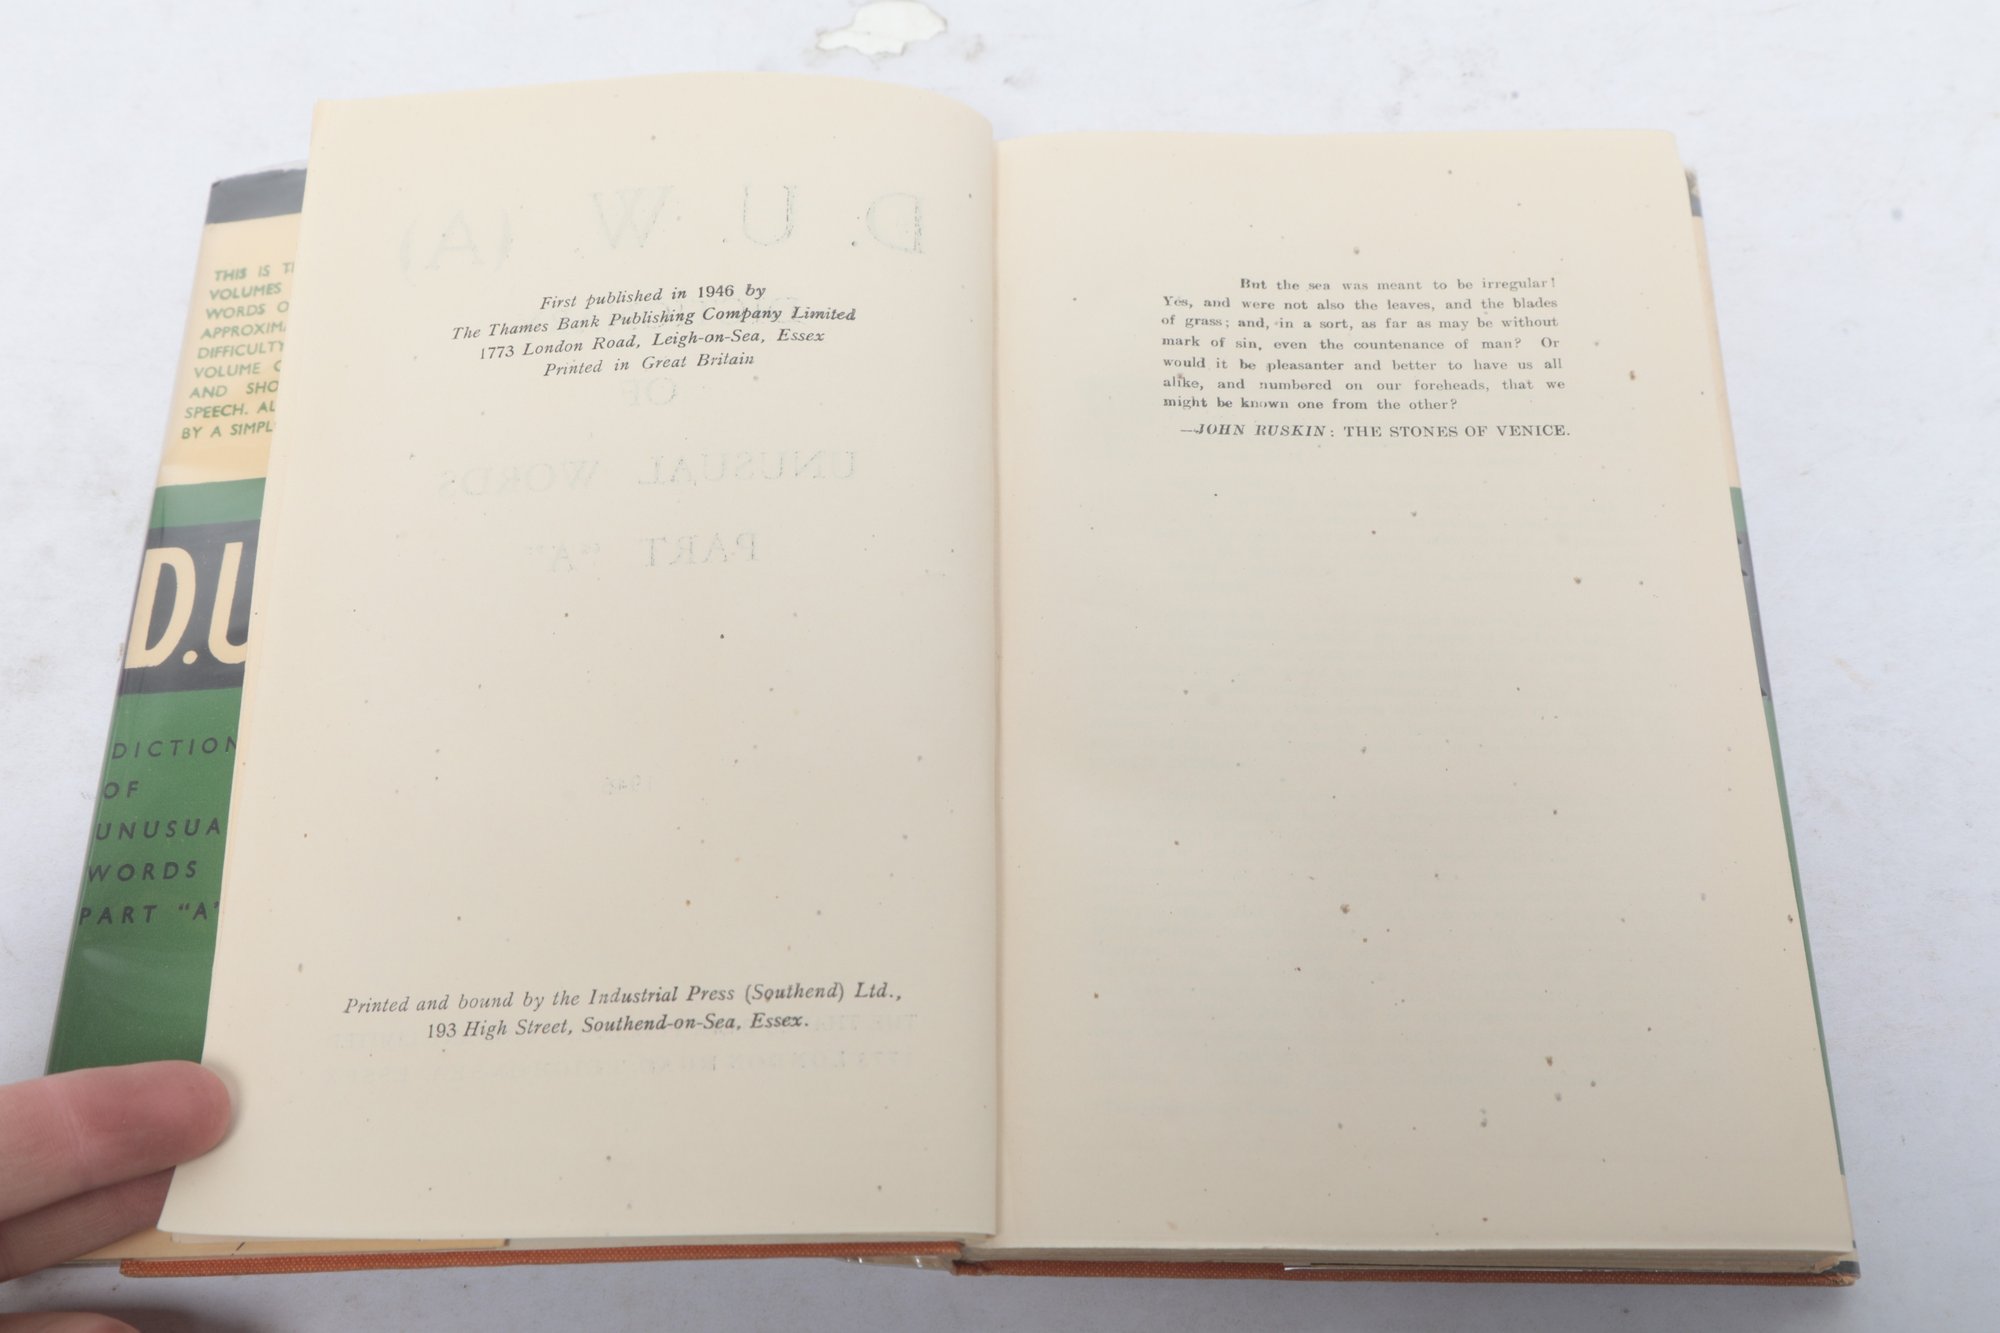 THIS IS
VOLUMES
WORDS
DIFFICULTY
VOLUME
AND
SPEECH.
BY A
D.U
OF
WORDS
PART "A"
First published in 1946 by
The Thames Bank Publishing Company Limited
1773 London Road, Leigh-on-Sea, Essex
Printed in Great Britain
D. U. W. (A)
OF
UNUSUAL WORDS
PART "A"
1946
Printed and bound by the Industrial Press (Southend) Ltd.,
193 High Street, Southend-on-Sea, Essex.
But the sea was meant to be irregular!
Yes, and were not also the leaves, and the blades
of grass; and, in a sort, as far as may be without
mark of sin, even the countenance of man? Or
would it be pleasanter and better to have us all
alike, and numbered on our foreheads, that we
might be known one from the other?
—JOHN RUSKIN: THE STONES OF VENICE.